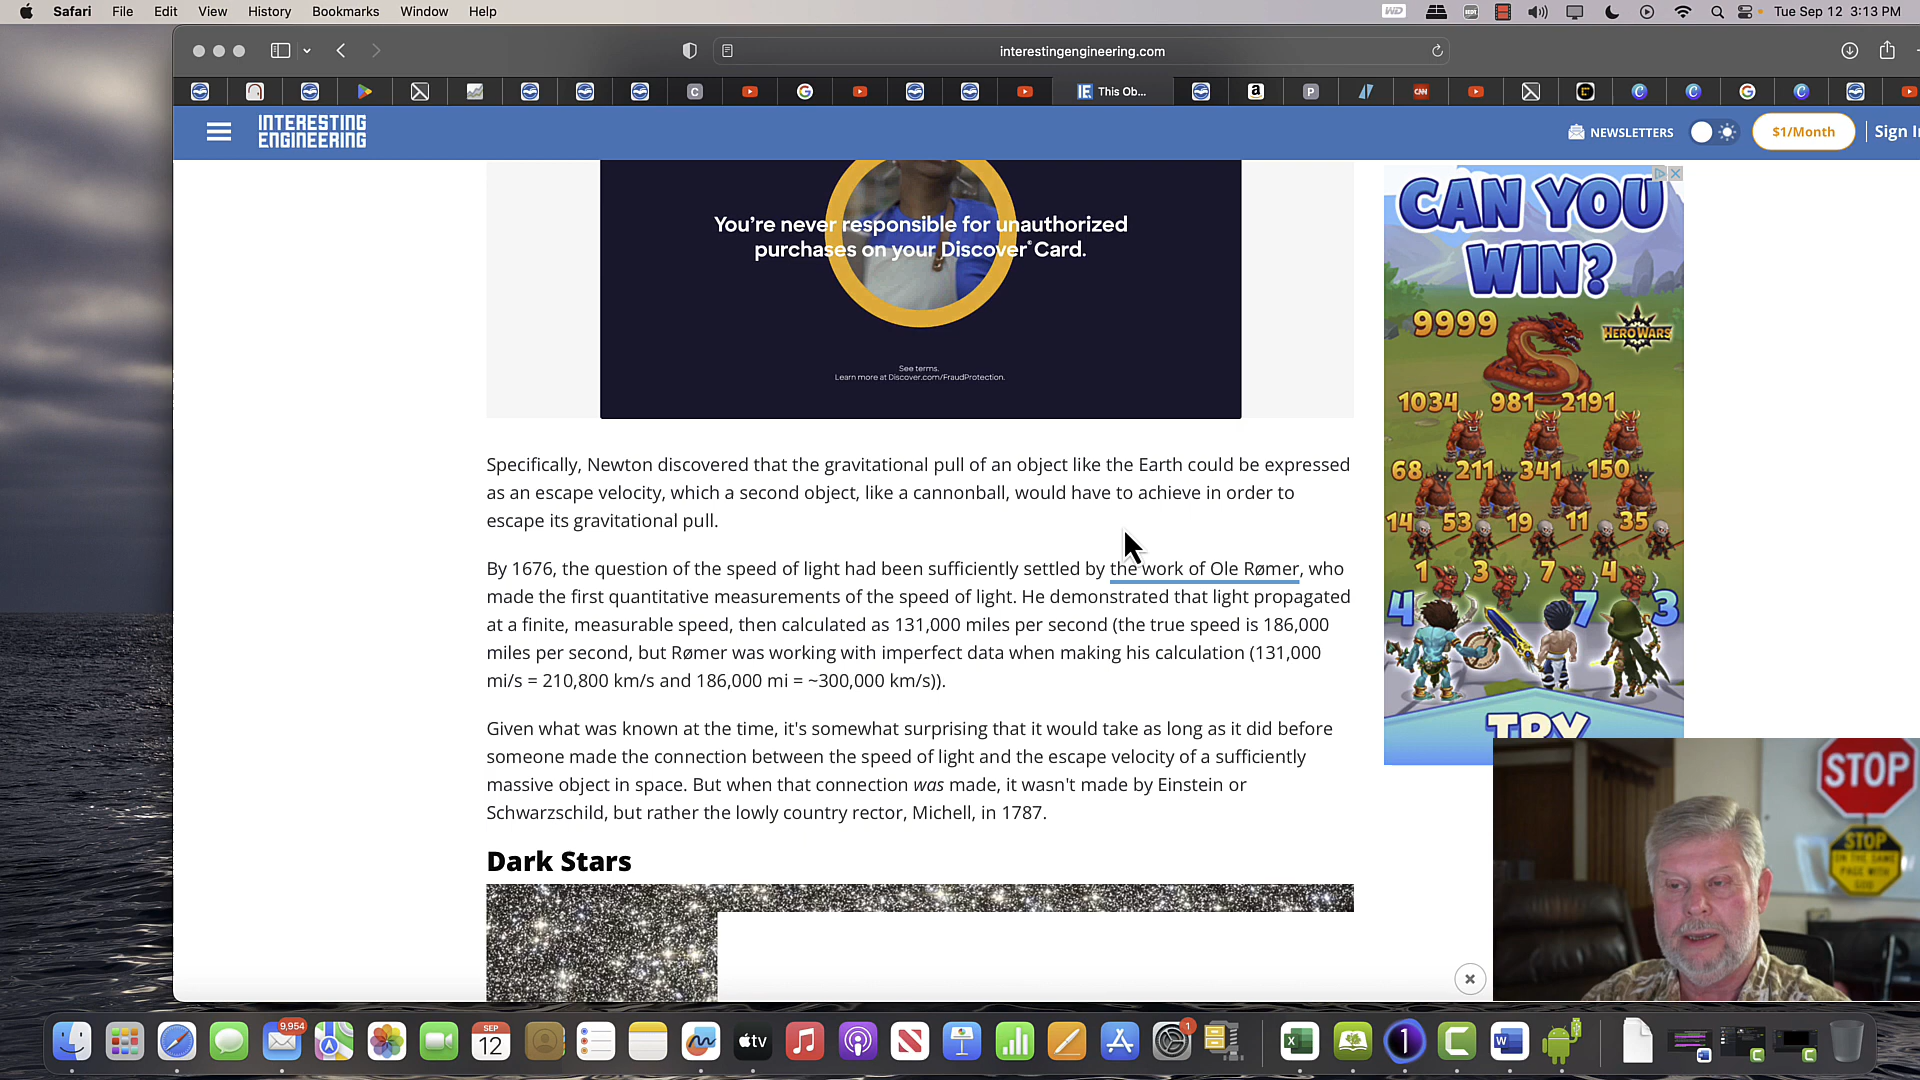 Safari File Edit View History Bookmarks Window Help
WD
Tue Sep 12 3:13 PM
interestingengineering.com
IE This Ob...
INTERESTING
ENGINEERING
NEWSLETTERS
$1/Month
Sign I
You're never responsible for unauthorized
purchases on your Discover® Card.
See terms.
Learn more at Discover.com/FraudProtection.
Specifically, Newton discovered that the gravitational pull of an object like the Earth could be expressed
as an escape velocity, which a second object, like a cannonball, would have to achieve in order to
escape its gravitational pull.
By 1676, the question of the speed of light had been sufficiently settled by the work of Ole Rømer, who
made the first quantitative measurements of the speed of light. He demonstrated that light propagated
at a finite, measurable speed, then calculated as 131,000 miles per second (the true speed is 186,000
miles per second, but Rømer was working with imperfect data when making his calculation (131,000
mi/s = 210,800 km/s and 186,000 mi = ~300,000 km/s)).
Given what was known at the time, it's somewhat surprising that it would take as long as it did before
someone made the connection between the speed of light and the escape velocity of a sufficiently
massive object in space. But when that connection was made, it wasn't made by Einstein or
Schwarzschild, but rather the lowly country rector, Michell, in 1787.
Dark Stars
CAN YOU
WIN?
9999
HERO WARS
1034 981 2191
68 211 341 150
14 53 19 11 35
1 3 7 4
4 7 3
TRY
STOP
STOP
ON THE SAME
PAGE WITH
GOD
9,954
SEP
12
tv
1
1